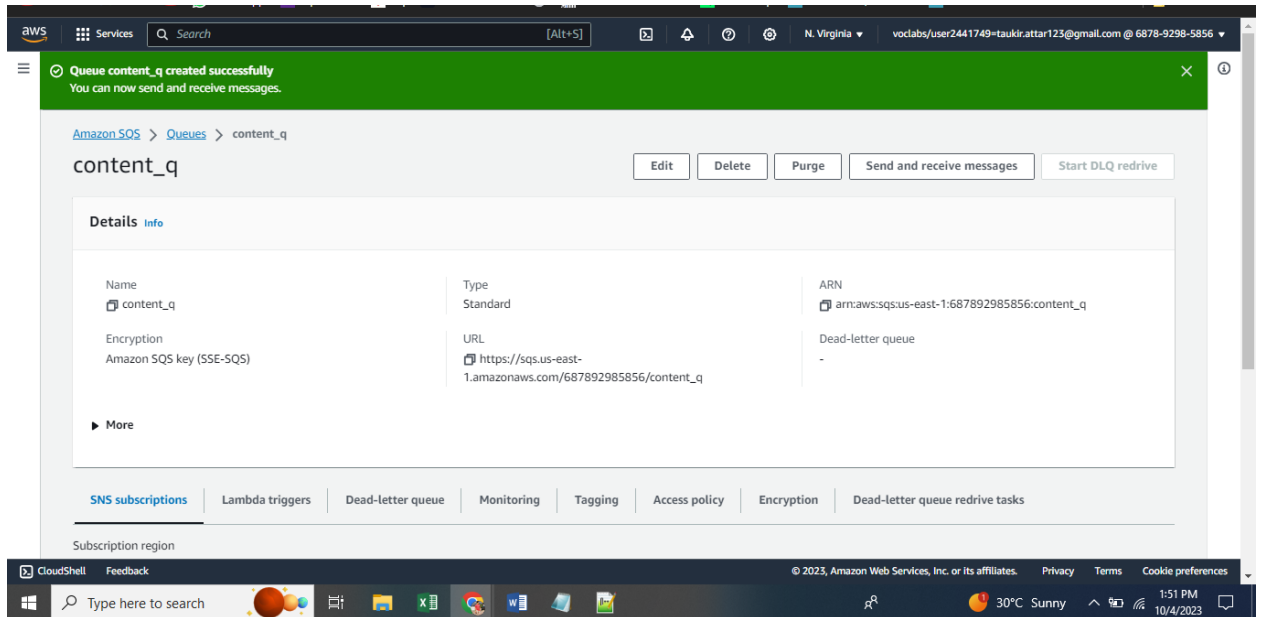 aws Services Search [Alt+S] N. Virginia voclabs/user2441749=taukir.attar123@gmail.com @ 6878-9298-5856
Queue content_q created successfully
You can now send and receive messages.
Amazon SQS > Queues > content_q
content_q Edit Delete Purge Send and receive messages Start DLQ redrive
Details Info
Name Type ARN
content_q Standard arn:aws:sqs:us-east-1:687892985856:content_q
Encryption URL Dead-letter queue
Amazon SQS key (SSE-SQS) https://sqs.us-east- -
1.amazonaws.com/687892985856/content_q
More
SNS subscriptions Lambda triggers Dead-letter queue Monitoring Tagging Access policy Encryption Dead-letter queue redrive tasks
Subscription region
CloudShell Feedback © 2023, Amazon Web Services, Inc. or its affiliates. Privacy Terms Cookie preferences
Type here to search 1 30°C Sunny 1:51 PM
10/4/2023